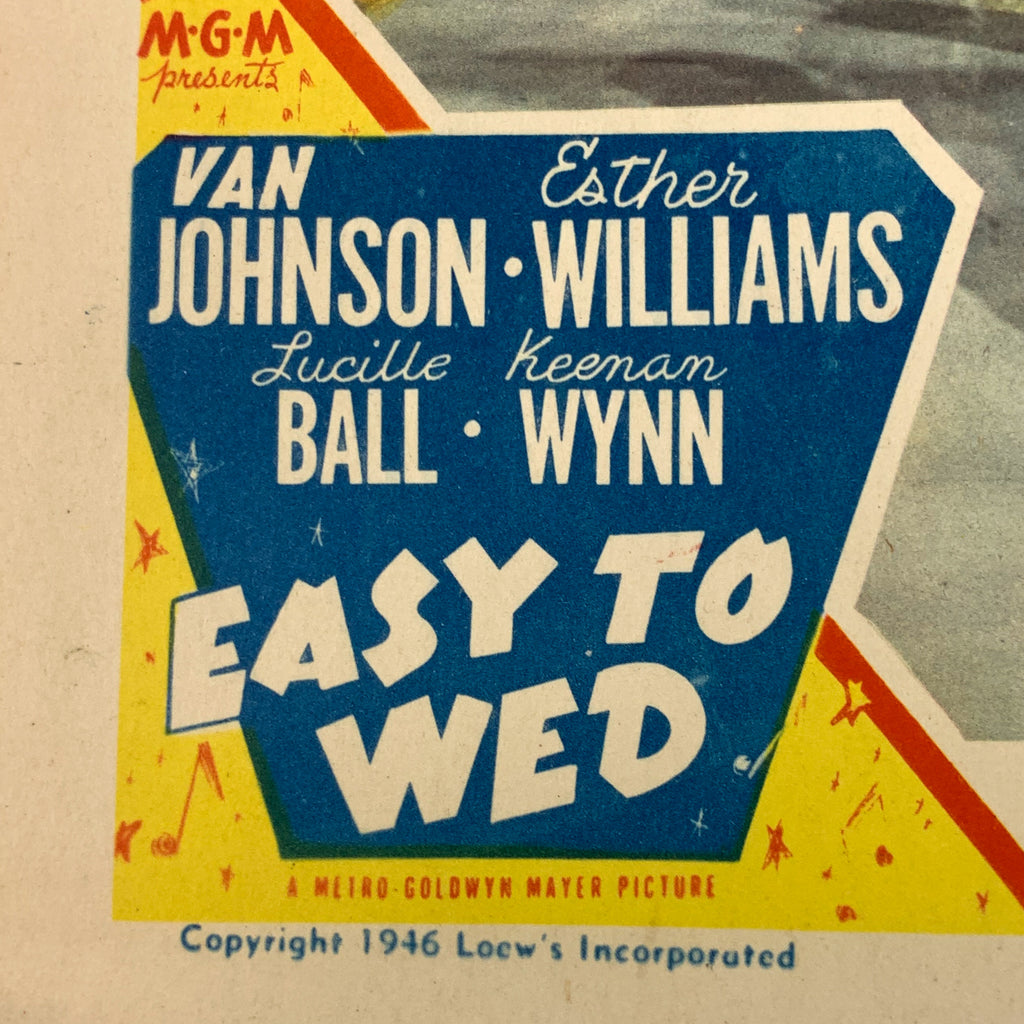 M·G·M
presents
VAN Esther
JOHNSON · WILLIAMS
Lucille Keenan
BALL · WYNN
EASY TO
WED
A METRO-GOLDWYN MAYER PICTURE
Copyright 1946 Loew's Incorporated